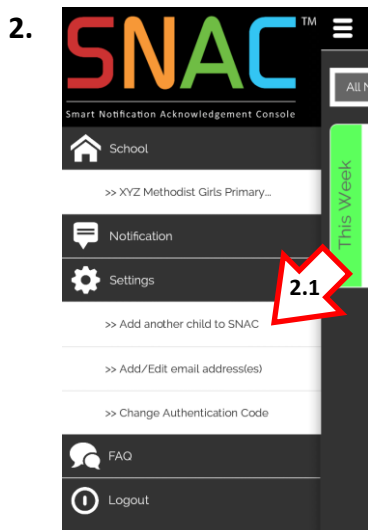 2.
SNAC™
Smart Notification Acknowledgement Console
School
>> XYZ Methodist Girls Primary...
Notification
Settings
2.1
>> Add another child to SNAC
>> Add/Edit email address(es)
>> Change Authentication Code
FAQ
Logout
All
This Week